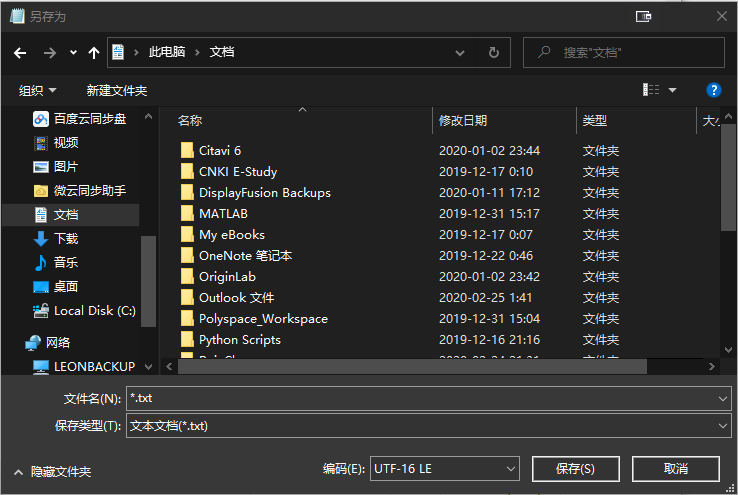 另存为
此电脑 文档
搜索"文档"
组织 新建文件夹
百度云同步盘
视频
图片
微云同步助手
文档
下载
音乐
桌面
Local Disk (C:)
网络
LEONBACKUP
名称 修改日期 类型 大小
Citavi 6 2020-01-02 23:44 文件夹
CNKI E-Study 2019-12-17 0:10 文件夹
DisplayFusion Backups 2020-01-11 17:12 文件夹
MATLAB 2019-12-31 15:17 文件夹
My eBooks 2019-12-17 0:07 文件夹
OneNote 笔记本 2019-12-22 0:46 文件夹
OriginLab 2020-01-02 23:42 文件夹
Outlook 文件 2020-02-25 1:41 文件夹
Polyspace_Workspace 2019-12-31 15:04 文件夹
Python Scripts 2019-12-16 21:16 文件夹
文件名(N): *.txt
保存类型(T): 文本文档(*.txt)
隐藏文件夹 编码(E): UTF-16 LE 保存(S) 取消